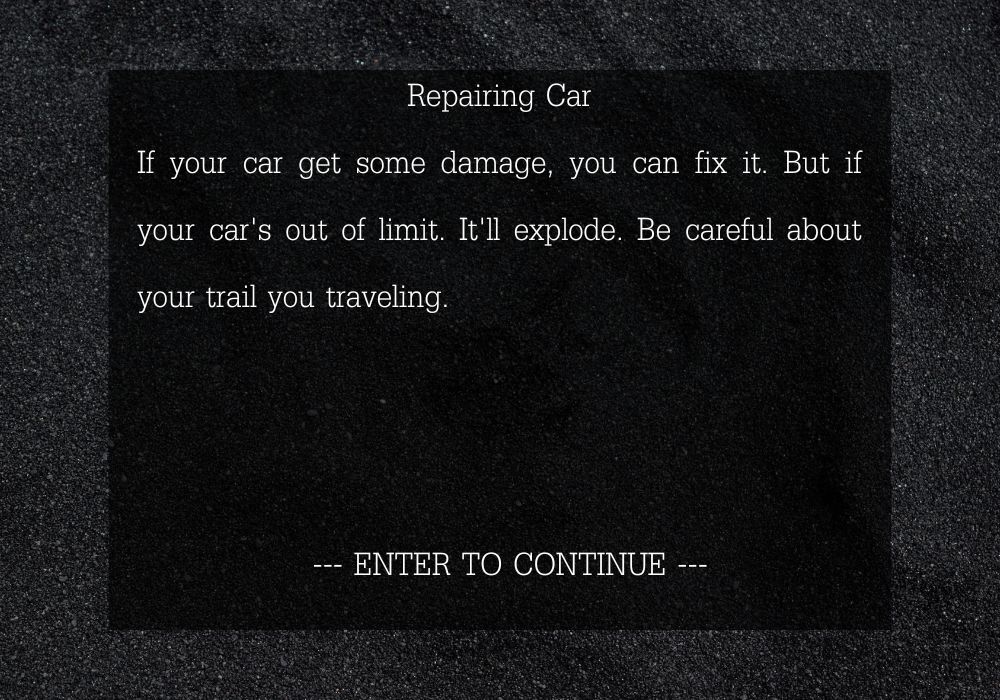 Repairing Car
If your car get some damage, you can fix it. But if
your car's out of limit. It'll explode. Be careful about
your trail you traveling.
--- ENTER TO CONTINUE ---